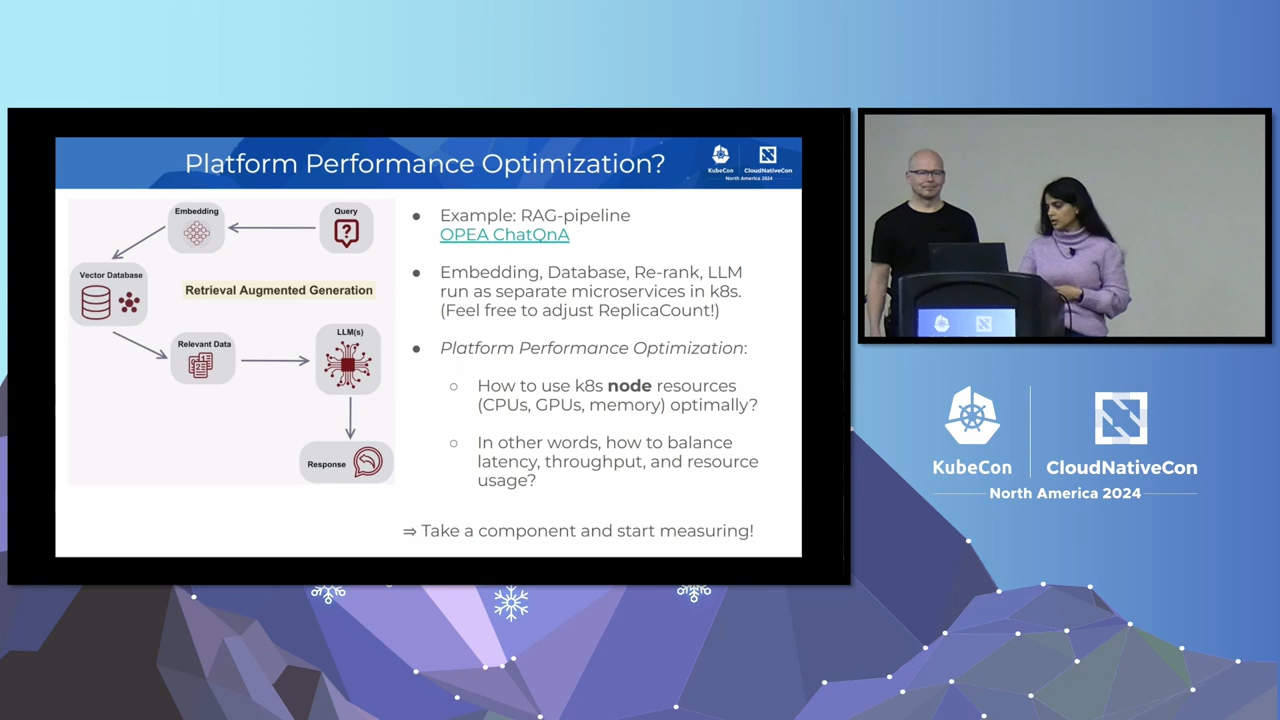 Platform Performance Optimization?
KubeCon
CloudNativeCon
North America 2024
Embedding
Query
Vector Database
Retrieval Augmented Generation
Relevant Data
LLM(s)
Response
● Example: RAG-pipeline
OPEA ChatQnA
● Embedding, Database, Re-rank, LLM
run as separate microservices in k8s.
(Feel free to adjust ReplicaCount!)
● Platform Performance Optimization:
○ How to use k8s node resources
(CPUs, GPUs, memory) optimally?
○ In other words, how to balance
latency, throughput, and resource
usage?
⇒ Take a component and start measuring!
KubeCon
CloudNativeCon
North America 2024